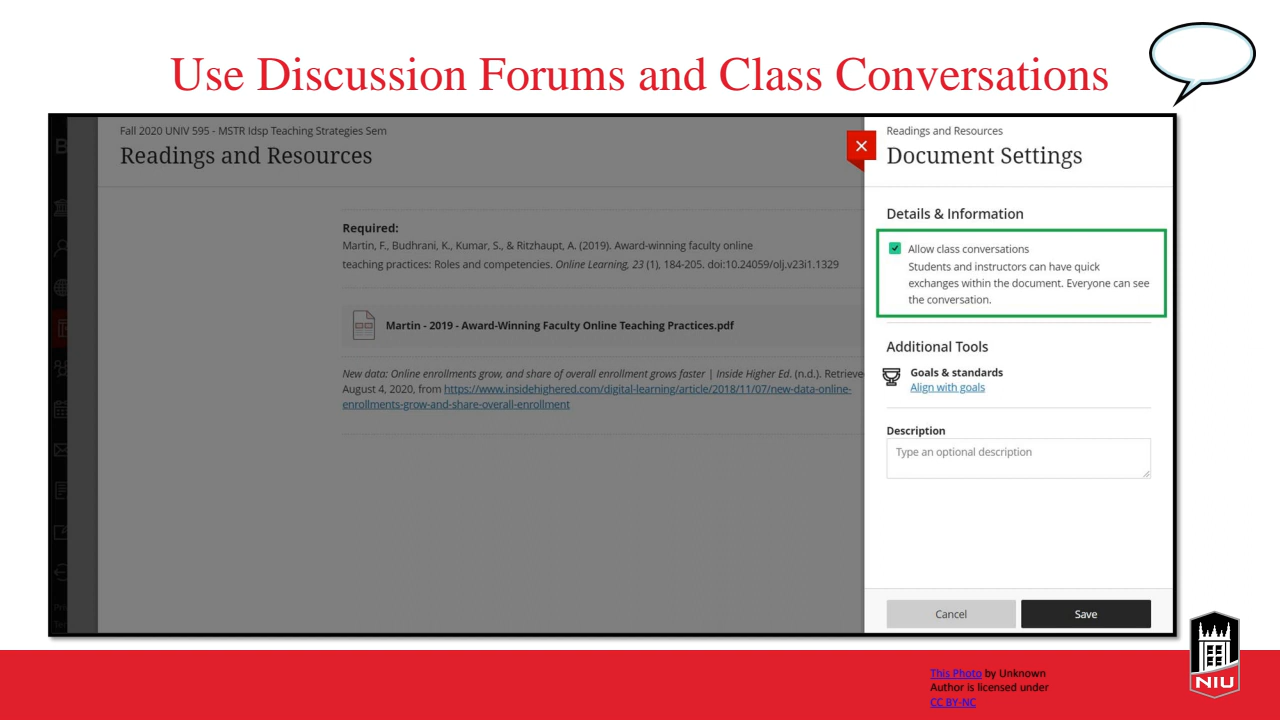 Use Discussion Forums and Class Conversations
Fall 2020 UNIV 595 - MSTR Idsp Teaching Strategies Sem
Readings and Resources
Required:
Martin, F., Budhrani, K., Kumar, S., & Ritzhaupt, A. (2019). Award-winning faculty online
teaching practices: Roles and competencies. Online Learning, 23 (1), 184-205. doi:10.24059/olj.v23i1.1329
Martin - 2019 - Award-Winning Faculty Online Teaching Practices.pdf
New data: Online enrollments grow, and share of overall enrollment grows faster | Inside Higher Ed. (n.d.). Retrieve
August 4, 2020, from https://www.insidehighered.com/digital-learning/article/2018/11/07/new-data-online-
enrollments-grow-and-share-overall-enrollment
Readings and Resources
Document Settings
Details & Information
Allow class conversations
Students and instructors can have quick
exchanges within the document. Everyone can see
the conversation.
Additional Tools
Goals & standards
Align with goals
Description
Type an optional description
Cancel
Save
This Photo by Unknown
Author is licensed under
CC BY-NC
NIU